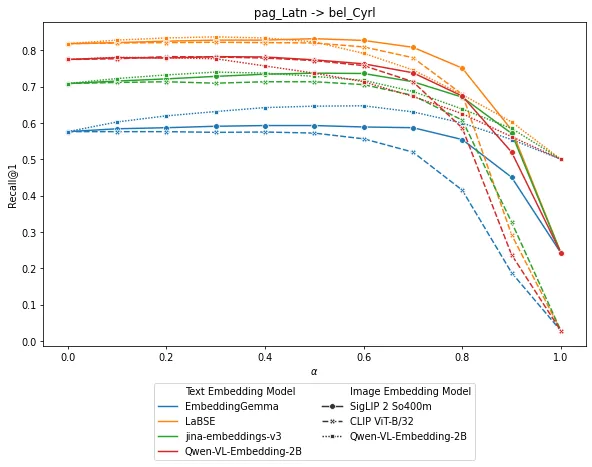 pag_Latn -> bel_Cyrl
Recall@1
0.8
0.7
0.6
0.5
0.4
0.3
0.2
0.1
0.0
0.0 0.2 0.4 0.6 0.8 1.0
α
Text Embedding Model
EmbeddingGemma
LaBSE
jina-embeddings-v3
Qwen-VL-Embedding-2B
Image Embedding Model
SigLIP 2 So400m
CLIP ViT-B/32
Qwen-VL-Embedding-2B